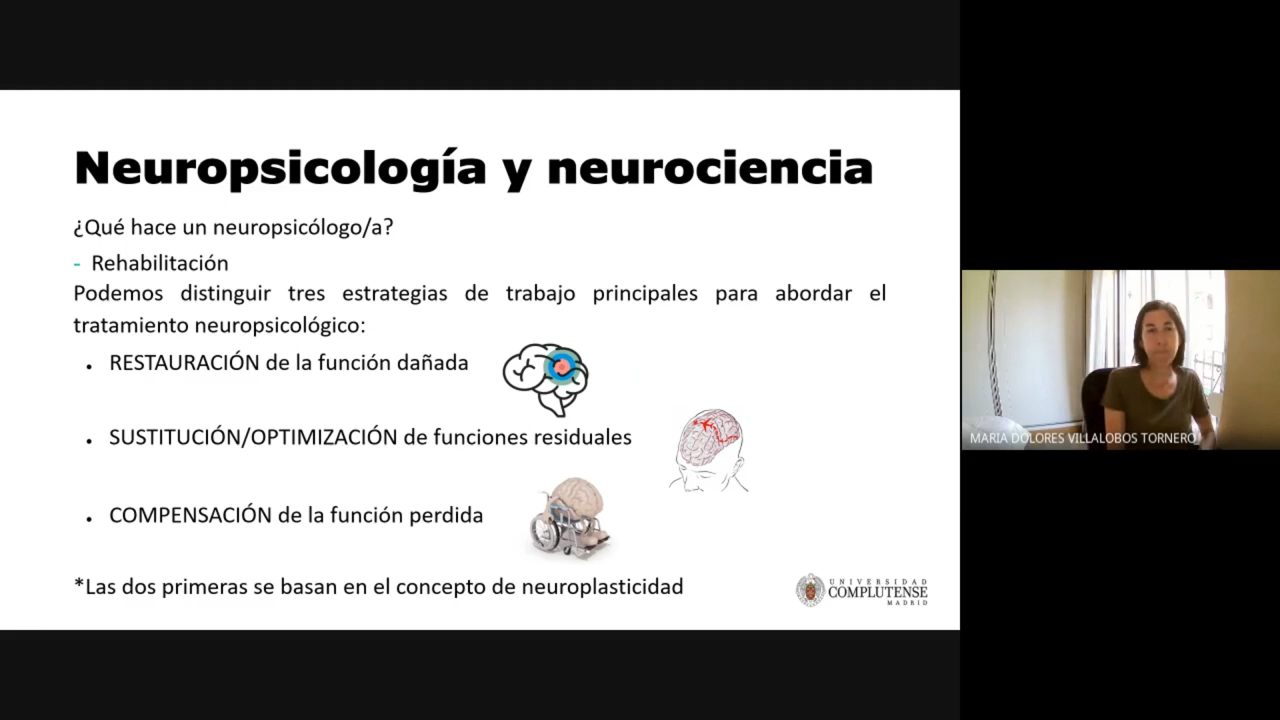 Neuropsicología y neurociencia
¿Qué hace un neuropsicólogo/a?
- Rehabilitación
Podemos distinguir tres estrategias de trabajo principales para abordar el
tratamiento neuropsicológico:
• RESTAURACIÓN de la función dañada
• SUSTITUCIÓN/OPTIMIZACIÓN de funciones residuales
• COMPENSACIÓN de la función perdida
*Las dos primeras se basan en el concepto de neuroplasticidad
UNIVERSIDAD
COMPLUTENSE
MADRID
MARIA DOLORES VILLALOBOS TORNERO